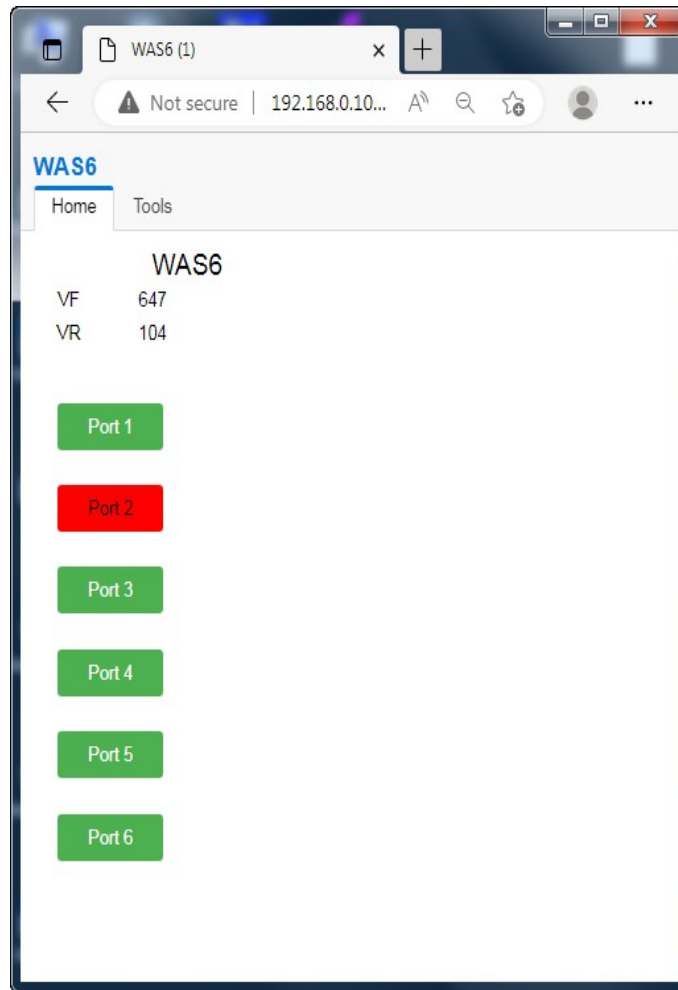 WAS6 (1)
Not secure | 192.168.0.10...
WAS6
Home Tools
WAS6
VF 647
VR 104
Port 1
Port 2
Port 3
Port 4
Port 5
Port 6